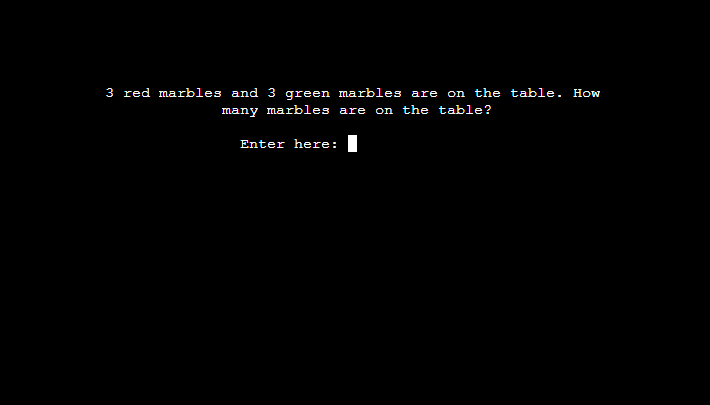 3 red marbles and 3 green marbles are on the table. How
many marbles are on the table?
Enter here: